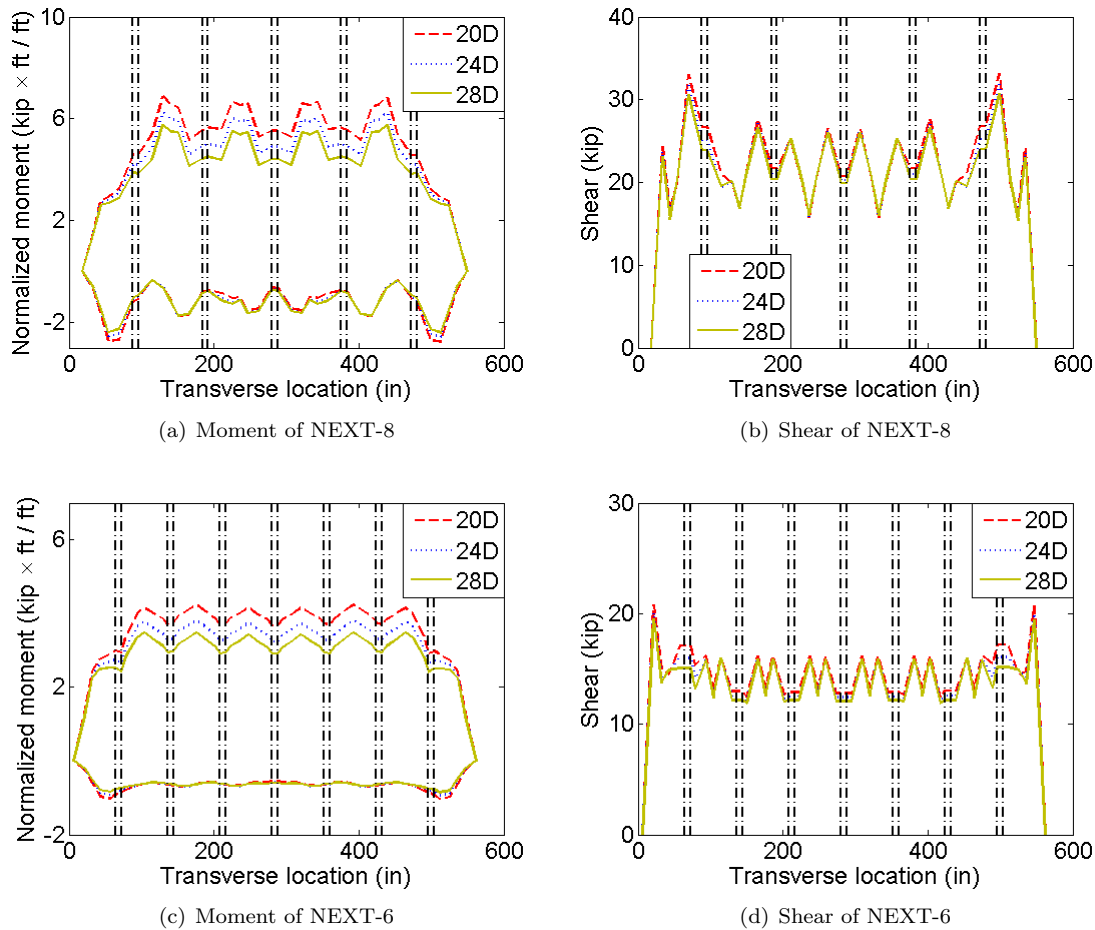 Normalized moment (kip × ft / ft)
10
6
2
-2
20D
24D
28D
0
200
400
600
Transverse location (in)
(a) Moment of NEXT-8
Shear (kip)
40
30
20
10
0
20D
24D
28D
0
200
400
600
Transverse location (in)
(b) Shear of NEXT-8
Normalized moment (kip × ft / ft)
6
2
-2
20D
24D
28D
0
200
400
600
Transverse location (in)
(c) Moment of NEXT-6
Shear (kip)
30
20
10
0
20D
24D
28D
0
200
400
600
Transverse location (in)
(d) Shear of NEXT-6